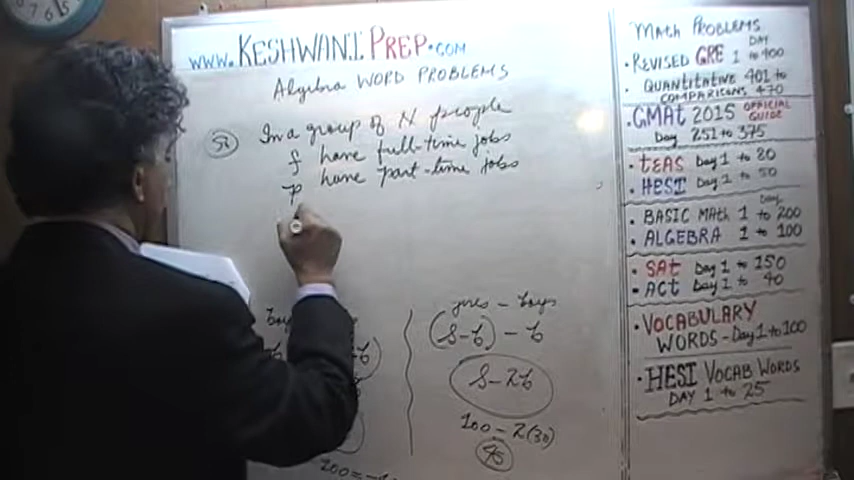 www.KESHWANIPREP.COM
Algebra WORD PROBLEMS
51 In a group of N people
f have full-time jobs
p have part-time jobs
girls - boys
(S-b) - b
S-2b
100 - 2(30)
40
MATH PROBLEMS
DAY
• REVISED GRE 1 to 400
• QUANTITATIVE 401 to
COMPARISONS 470
• GMAT 2015 OFFICIAL GUIDE
Day 251 to 375
• TEAS Day 1 to 80
• HESI Day 1 to 50
Day
• BASIC MATH 1 to 200
• ALGEBRA 1 to 100
• SAT Day 1 to 150
• ACT Day 1 to 40
• VOCABULARY
WORDS - Day 1 to 100
• HESI VOCAB WORDS
DAY 1 to 25